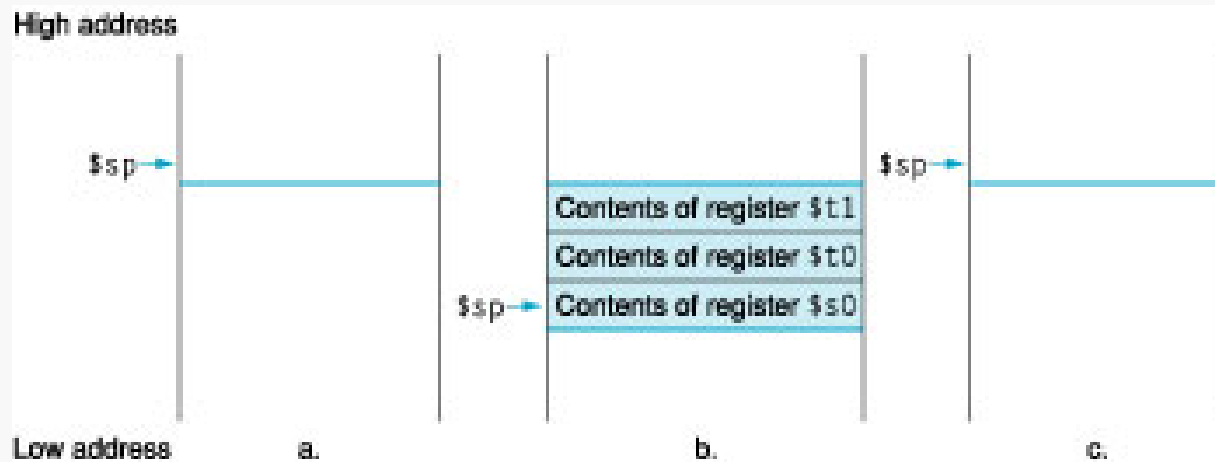 High address
$sp
$sp
Contents of register $t1
Contents of register $t0
$sp
Contents of register $s0
Low address
a.
b.
c.